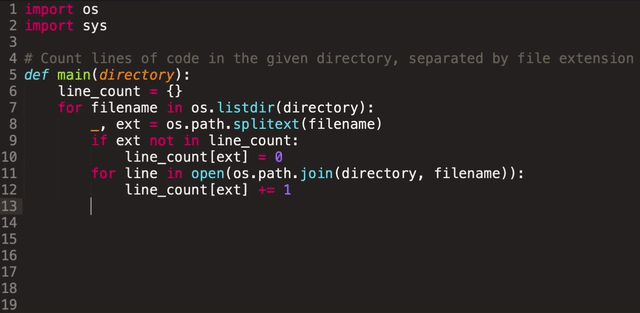 1 import os
2 import sys
3
4 # Count lines of code in the given directory, separated by file extension
5 def main(directory):
6     line_count = {}
7     for filename in os.listdir(directory):
8         _, ext = os.path.splitext(filename)
9         if ext not in line_count:
10             line_count[ext] = 0
11         for line in open(os.path.join(directory, filename)):
12             line_count[ext] += 1
13
14
15
16
17
18
19